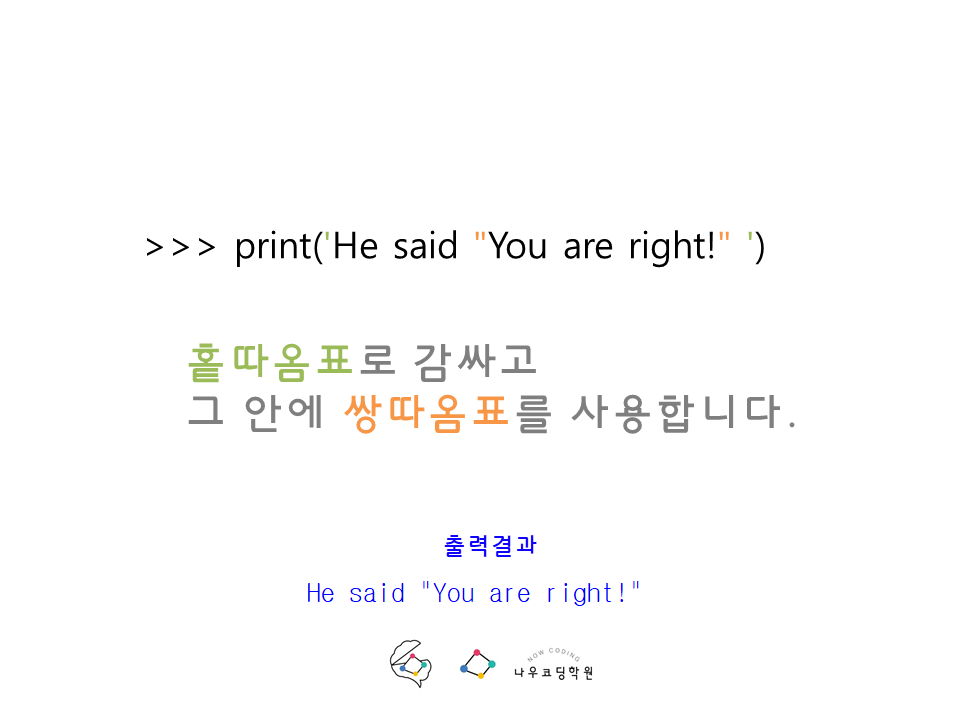 >>> print('He said "You are right!" ')
홑따옴표로 감싸고
그 안에 쌍따옴표를 사용합니다.
출력결과
He said "You are right!"
NOW CODING
나우코딩학원